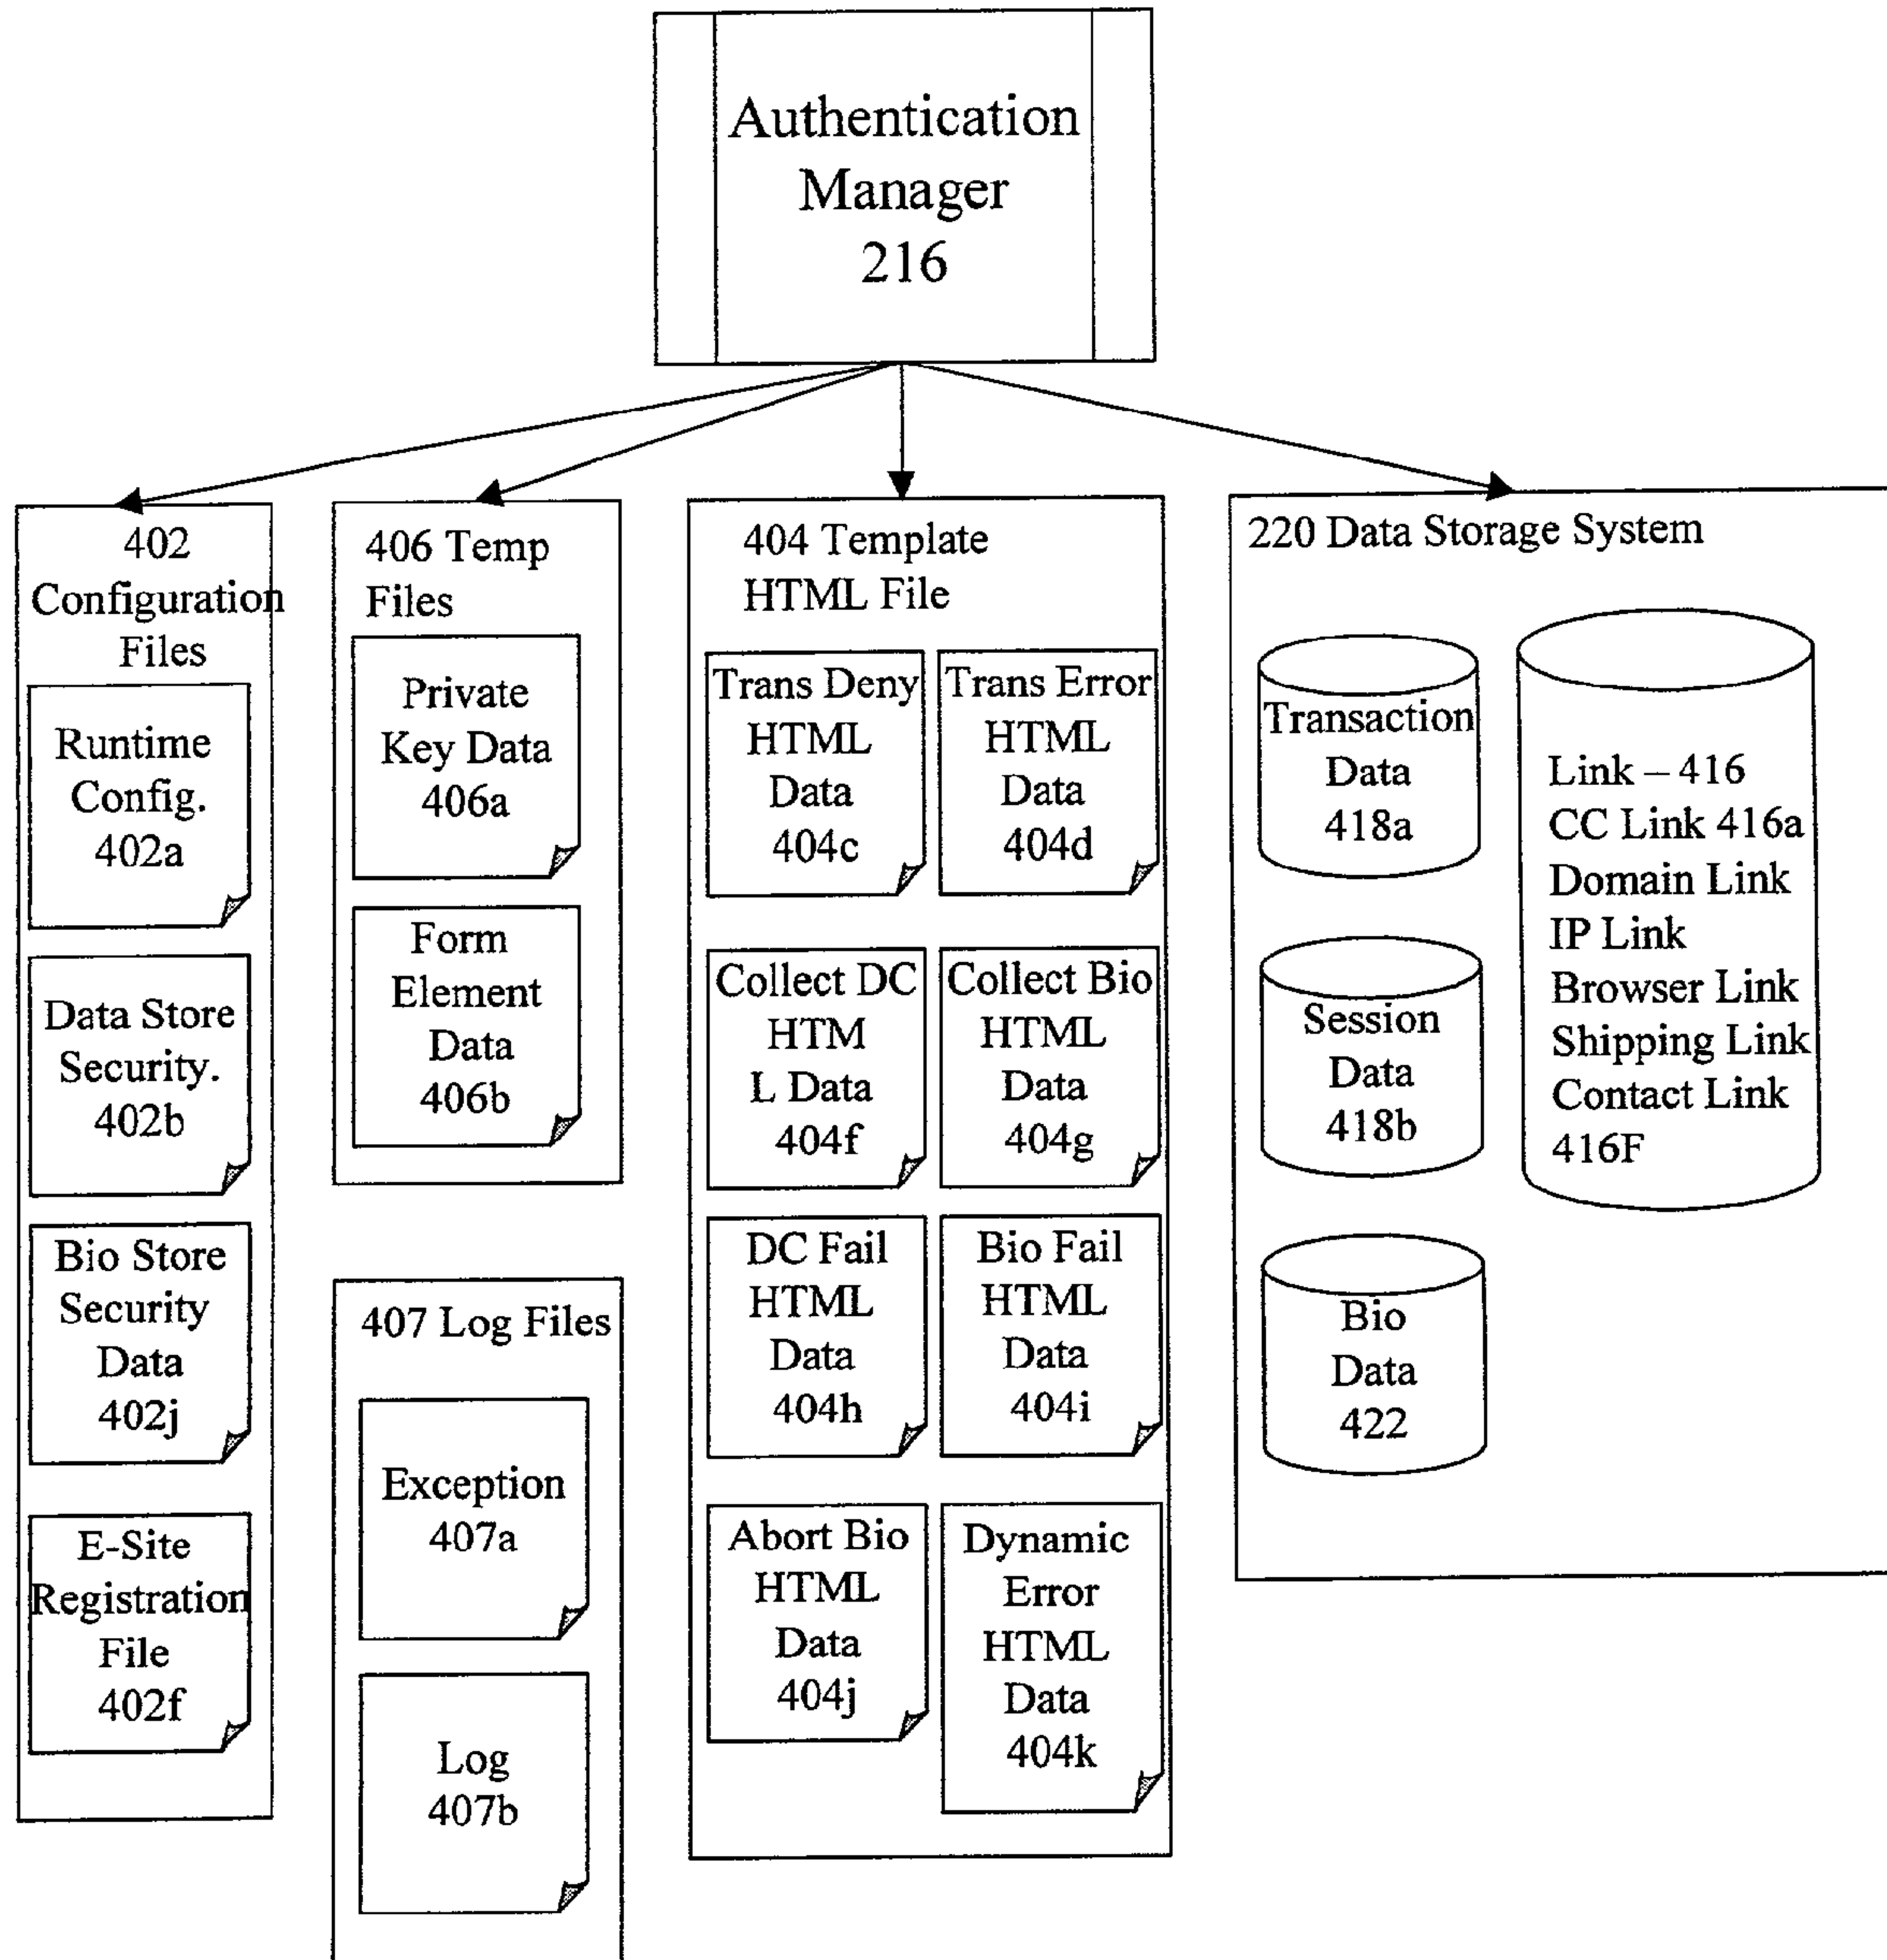 Authentication
Manager
216
402
Configuration
Files
Runtime
Config.
402a
Data Store
Security.
402b
Bio Store
Security
Data
402j
E-Site
Registration
File
402f
406 Temp
Files
Private
Key Data
406a
Form
Element
Data
406b
407 Log Files
Exception
407a
Log
407b
404 Template
HTML File
Trans Deny
HTML
Data
404c
Trans Error
HTML
Data
404d
Collect DC
HTM
L Data
404f
Collect Bio
HTML
Data
404g
DC Fail
HTML
Data
404h
Bio Fail
HTML
Data
404i
Abort Bio
HTML
Data
404j
Dynamic
Error
HTML
Data
404k
220 Data Storage System
Transaction
Data
418a
Session
Data
418b
Bio
Data
422
Link – 416
CC Link 416a
Domain Link
IP Link
Browser Link
Shipping Link
Contact Link
416F